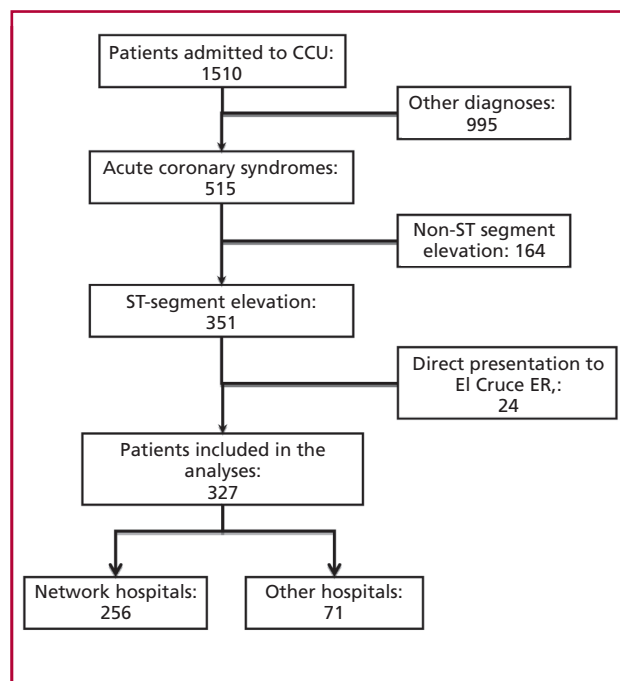 Patients admitted to CCU:
1510
Other diagnoses:
995
Acute coronary syndromes:
515
Non-ST segment
elevation: 164
ST-segment elevation:
351
Direct presentation to
El Cruce ER,:
24
Patients included in the
analyses:
327
Network hospitals:
256
Other hospitals:
71